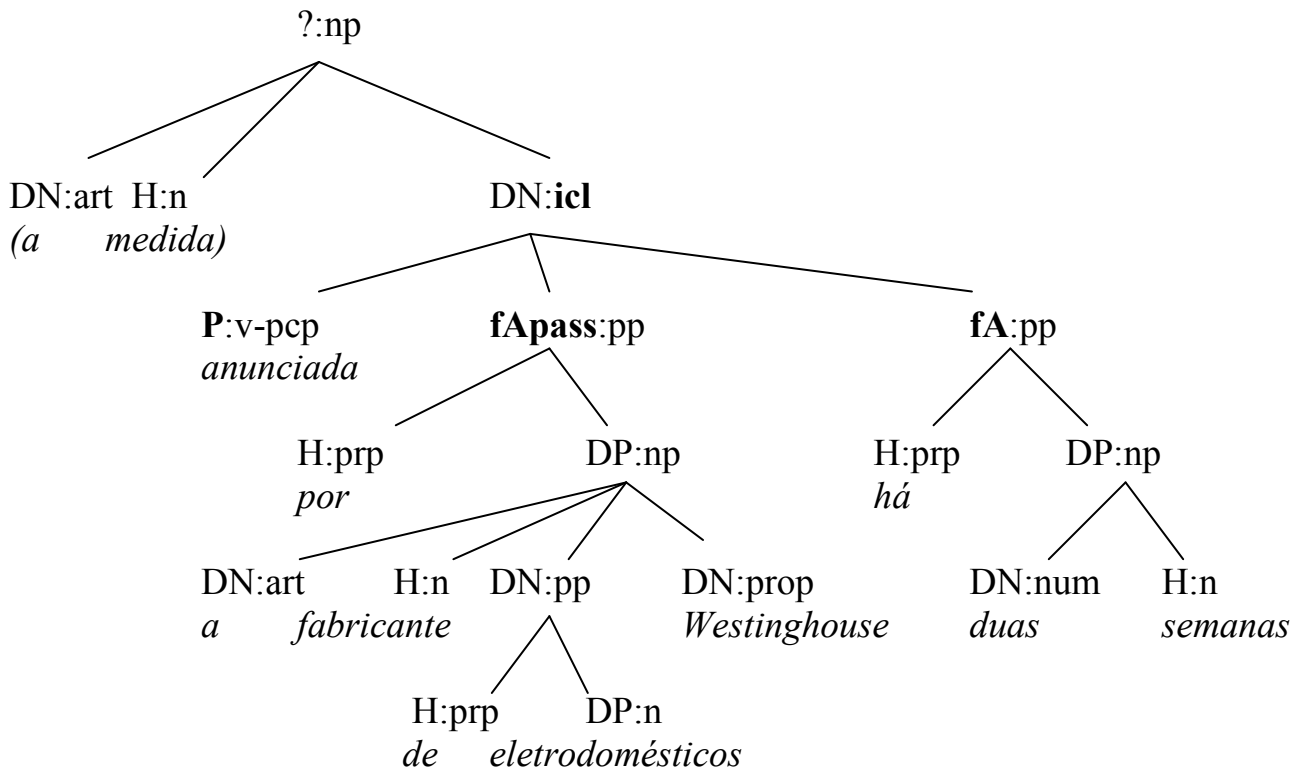 ?:np
DN:art H:n DN:icl
(a medida)
P:v-pcp fApass:pp fA:pp
anunciada
H:prp DP:np H:prp DP:np
por há
DN:art H:n DN:pp DN:prop DN:num H:n
a fabricante Westinghouse duas semanas
H:prp DP:n
de eletrodomésticos